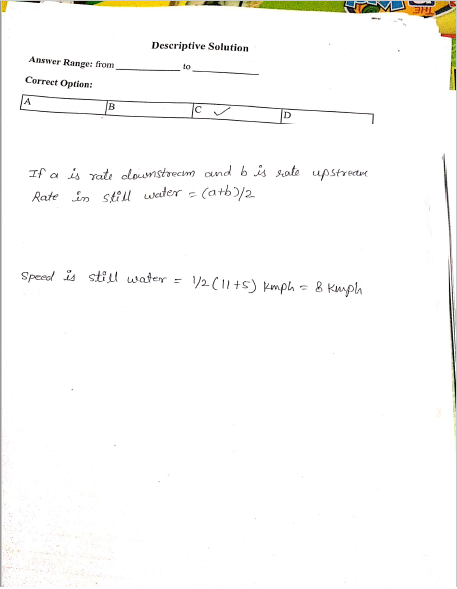 Descriptive Solution
Answer Range: from ____________ to ____________
Correct Option:
A B C ✓ D
If a is rate downstream and b is rate upstream
Rate in still water = (a+b)/2
Speed is still water = 1/2 (11+5) kmph = 8 kmph